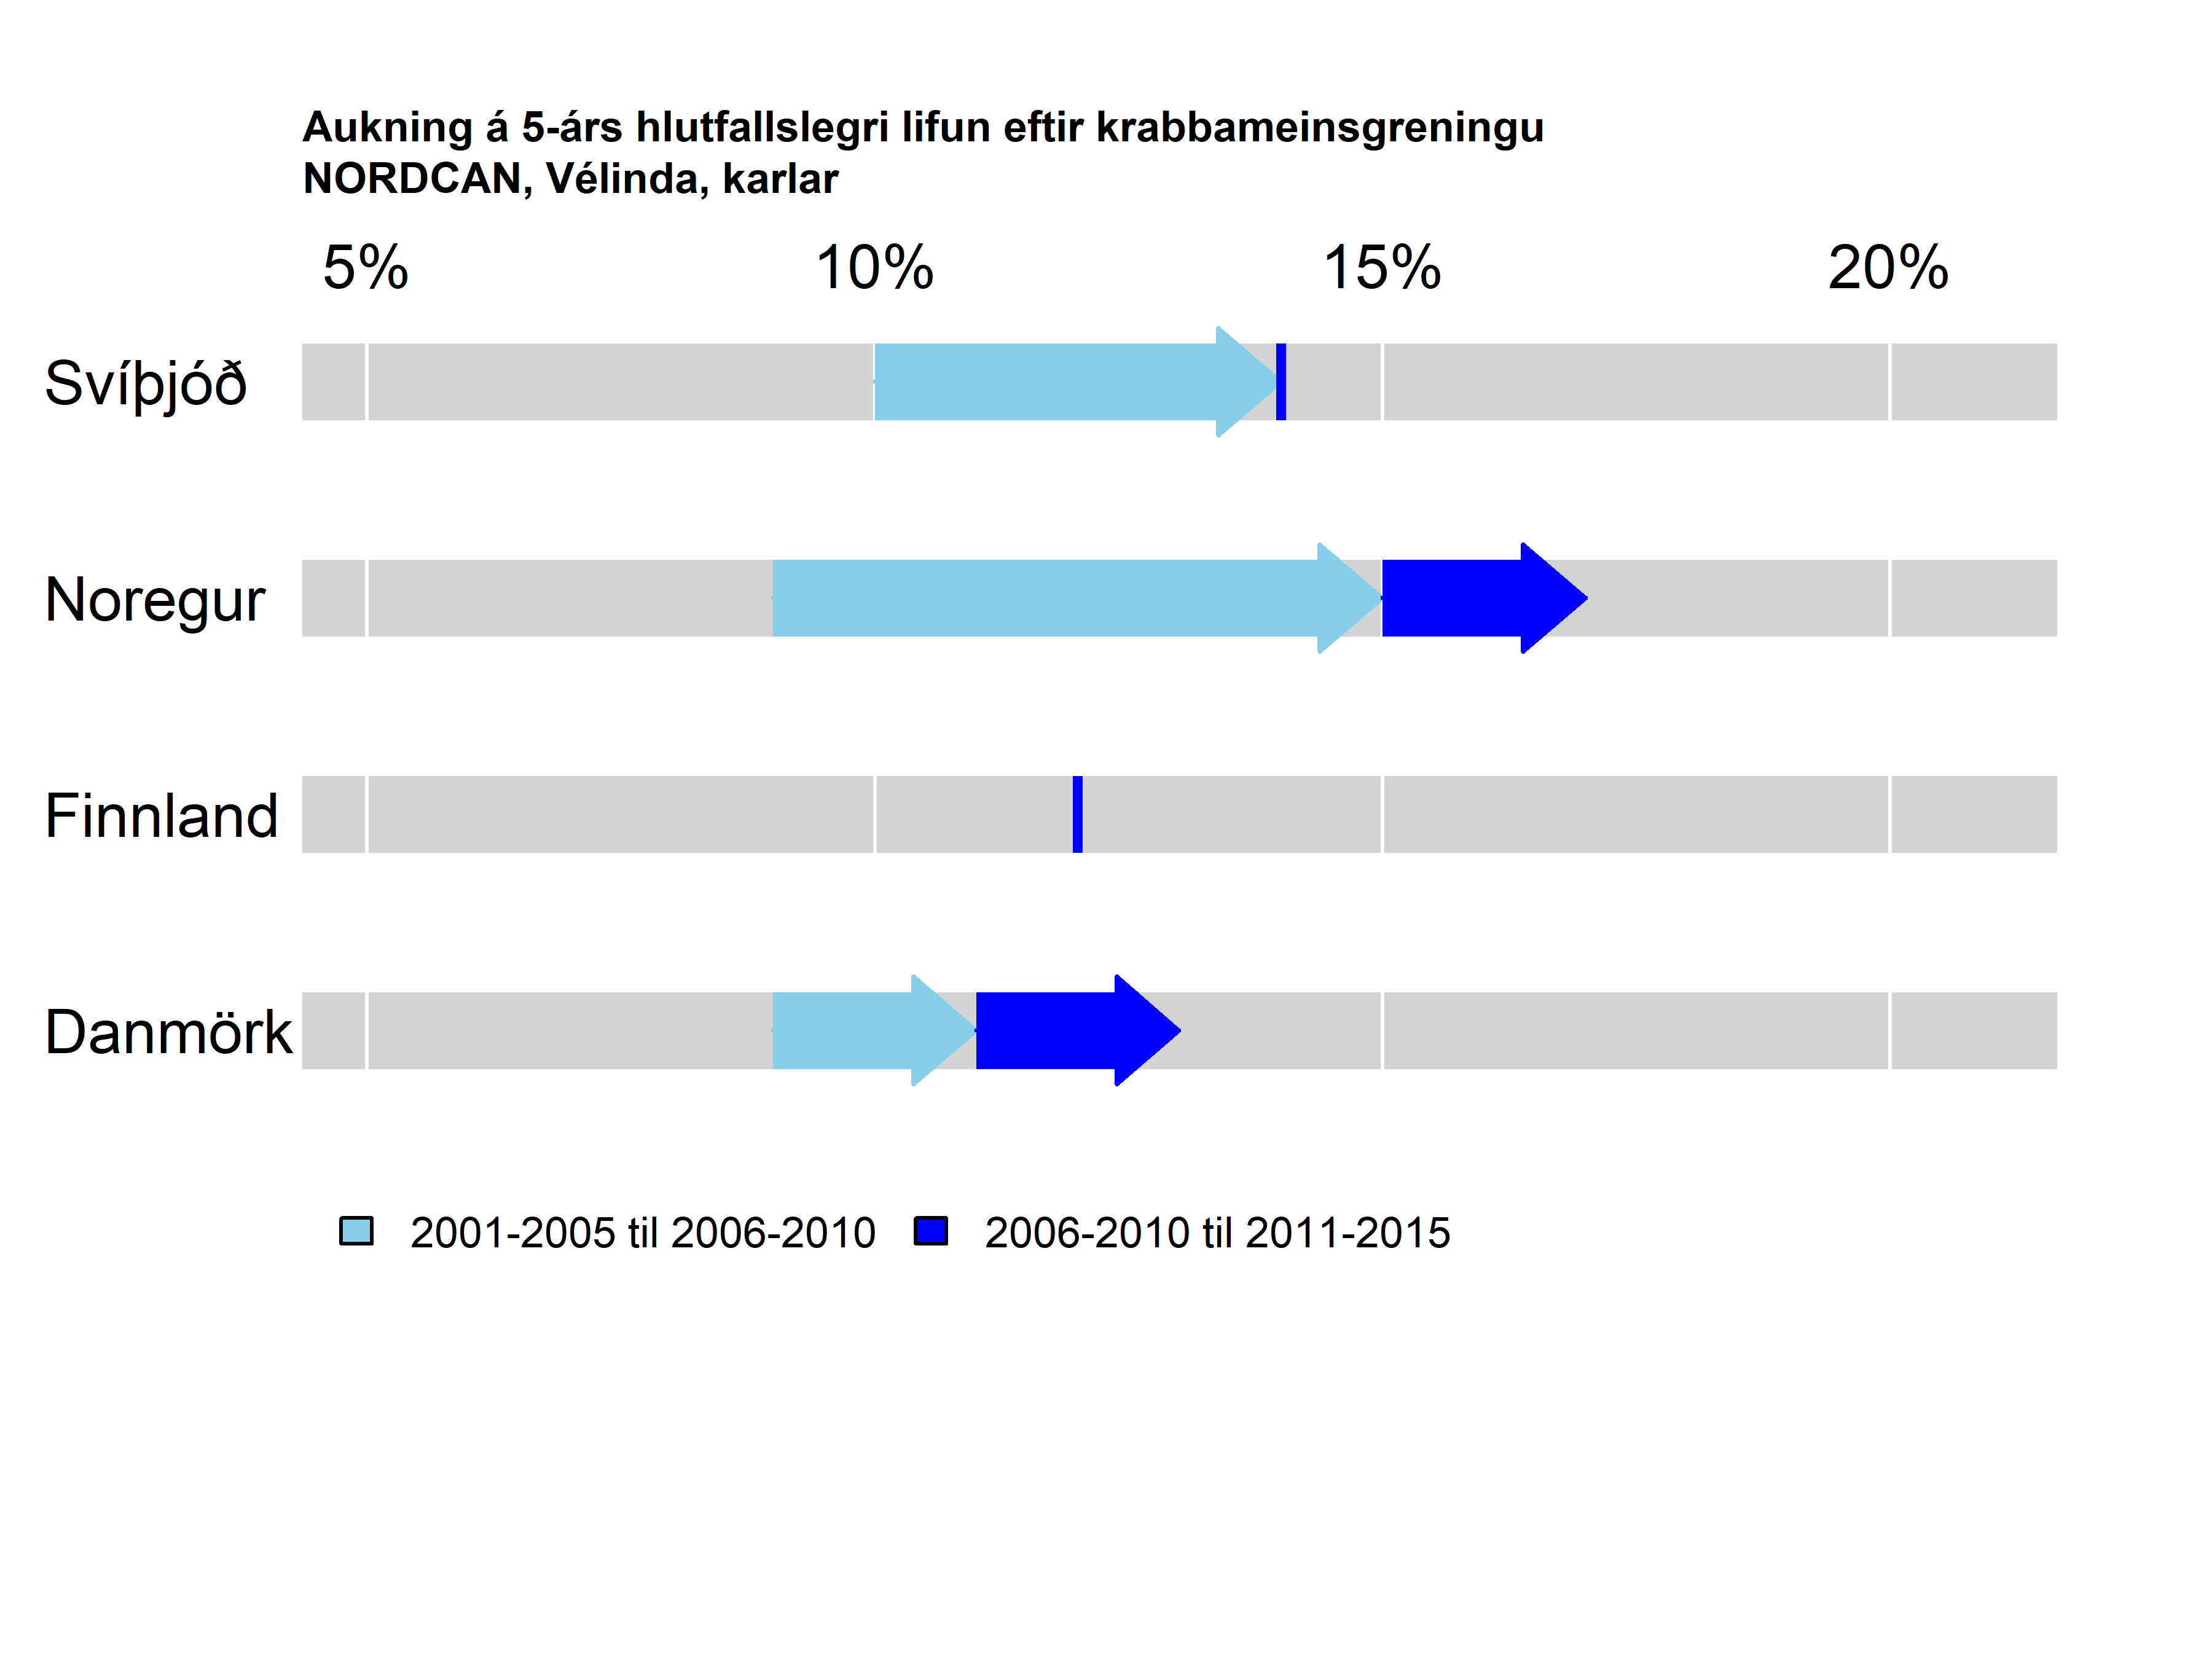 Aukning á 5-árs hlutfallslegri lifun eftir krabbameinsgreningu
NORDCAN, Vélinda, karlar
5% 10% 15% 20%
Svíþjóð
Noregur
Finnland
Danmörk
2001-2005 til 2006-2010 2006-2010 til 2011-2015